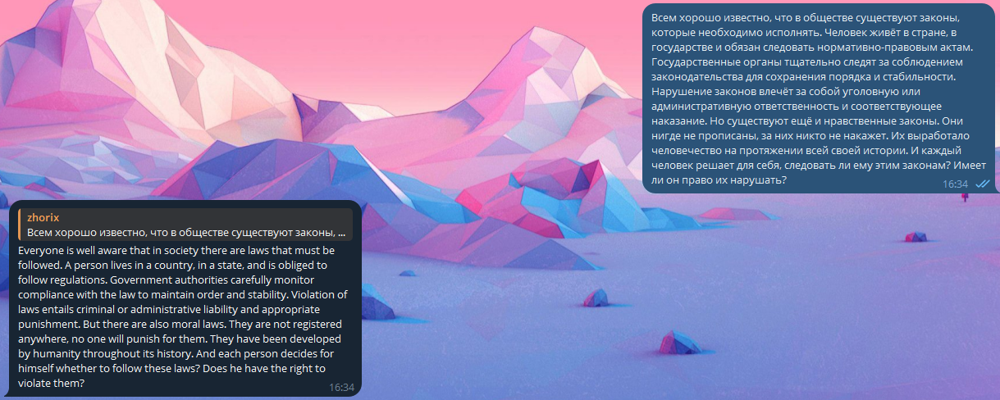 Всем хорошо известно, что в обществе существуют законы,
которые необходимо исполнять. Человек живёт в стране, в
государстве и обязан следовать нормативно-правовым актам.
Государственные органы тщательно следят за соблюдением
законодательства для сохранения порядка и стабильности.
Нарушение законов влечёт за собой уголовную или
административную ответственность и соответствующее
наказание. Но существуют ещё и нравственные законы. Они
нигде не прописаны, за них никто не накажет. Их выработало
человечество на протяжении всей своей истории. И каждый
человек решает для себя, следовать ли ему этим законам? Имеет
ли он право их нарушать?
16:34
zhorix
Всем хорошо известно, что в обществе существуют законы, ...
Everyone is well aware that in society there are laws that must be
followed. A person lives in a country, in a state, and is obliged to
follow regulations. Government authorities carefully monitor
compliance with the law to maintain order and stability. Violation of
laws entails criminal or administrative liability and appropriate
punishment. But there are also moral laws. They are not registered
anywhere, no one will punish for them. They have been developed
by humanity throughout its history. And each person decides for
himself whether to follow these laws? Does he have the right to
violate them?
16:34